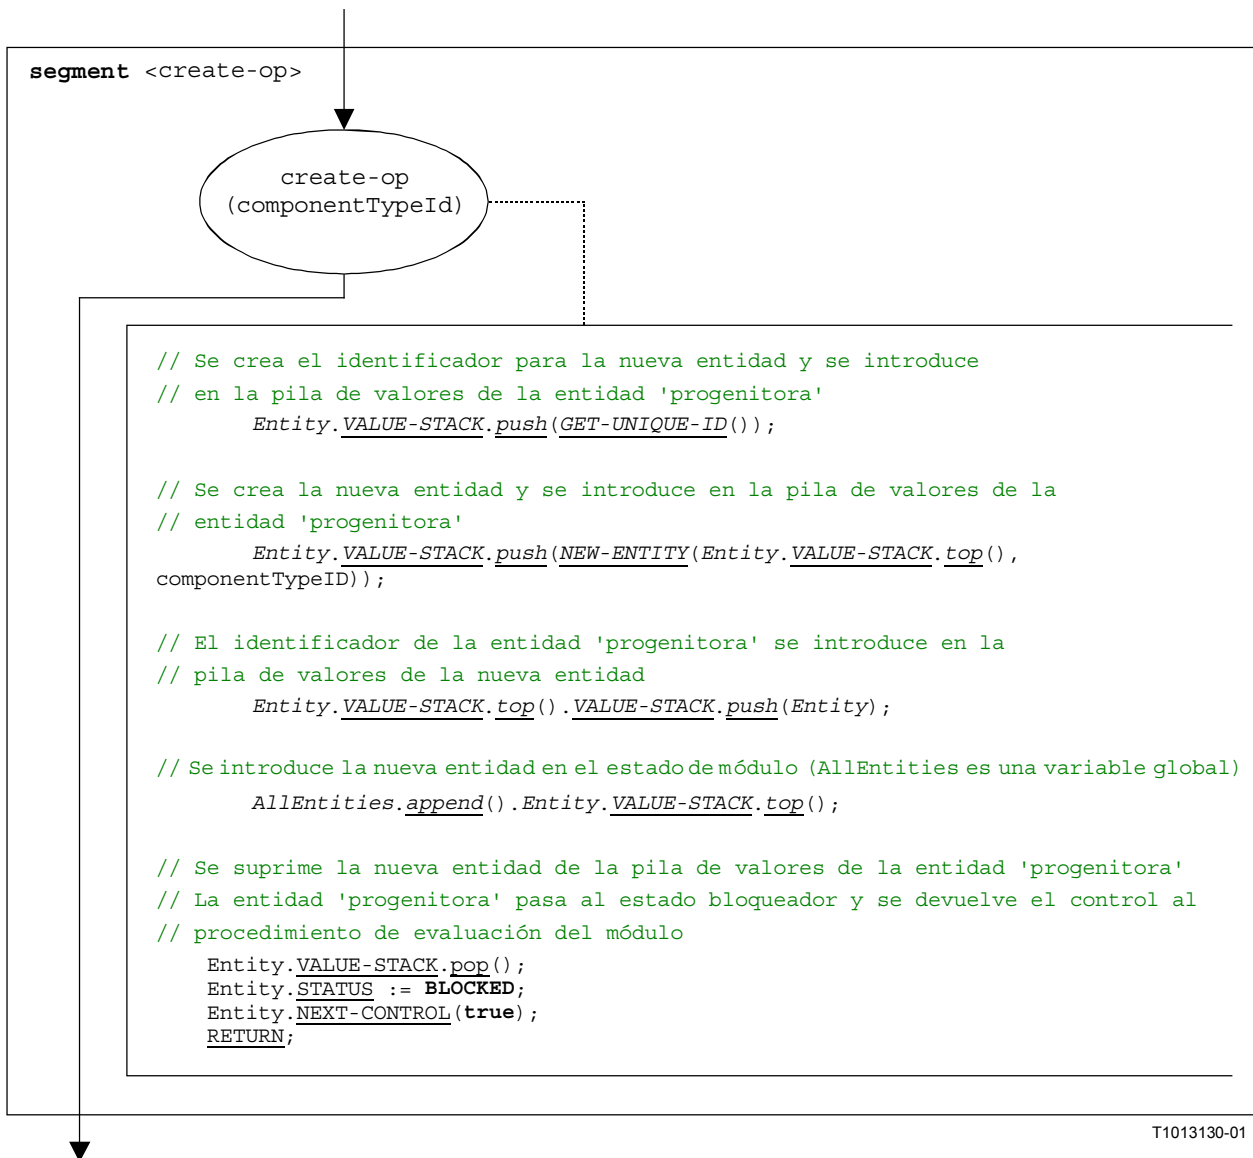 segment <create-op>
create-op
(componentTypeId)
// Se crea el identificador para la nueva entidad y se introduce
// en la pila de valores de la entidad 'progenitora'
Entity.VALUE-STACK.push(GET-UNIQUE-ID());
// Se crea la nueva entidad y se introduce en la pila de valores de la
// entidad 'progenitora'
Entity.VALUE-STACK.push(NEW-ENTITY(Entity.VALUE-STACK.top(),
componentTypeID));
// El identificador de la entidad 'progenitora' se introduce en la
// pila de valores de la nueva entidad
Entity.VALUE-STACK.top().VALUE-STACK.push(Entity);
// Se introduce la nueva entidad en el estado de módulo (AllEntities es una variable global)
AllEntities.append().Entity.VALUE-STACK.top();
// Se suprime la nueva entidad de la pila de valores de la entidad 'progenitora'
// La entidad 'progenitora' pasa al estado bloqueador y se devuelve el control al
// procedimiento de evaluación del módulo
Entity.VALUE-STACK.pop();
Entity.STATUS := BLOCKED;
Entity.NEXT-CONTROL(true);
RETURN;
T1013130-01